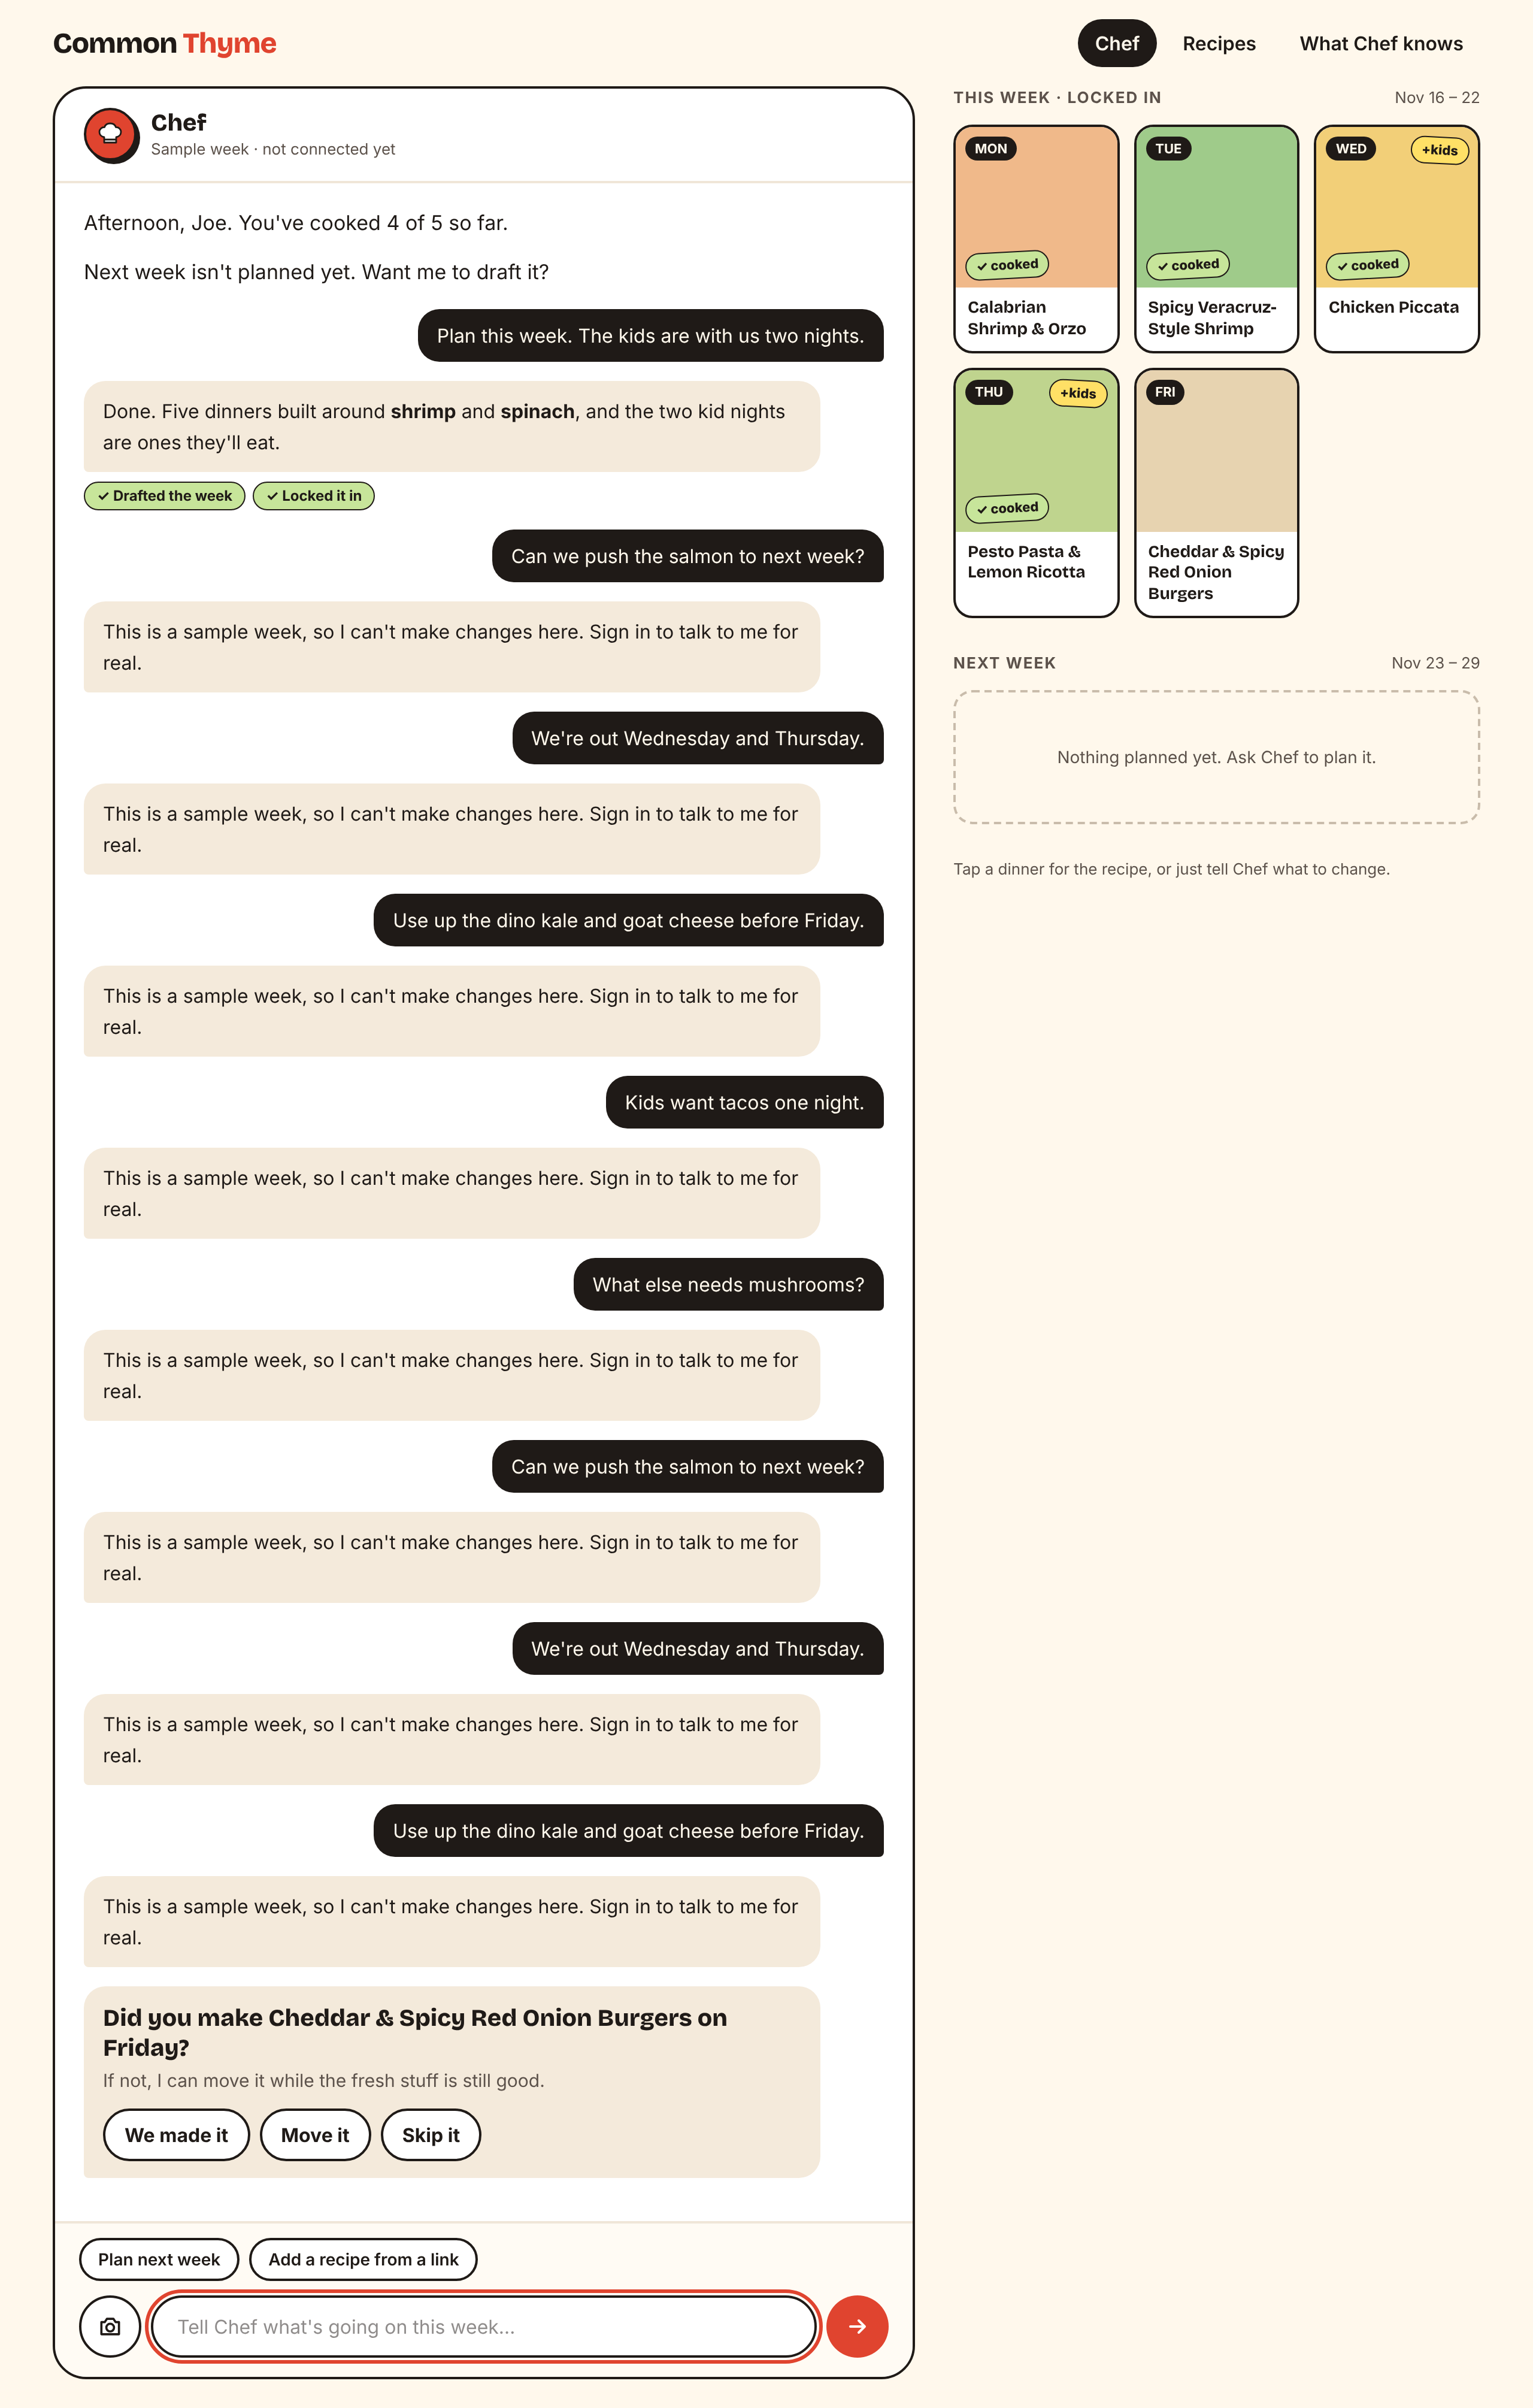 Common Thyme
Chef
Recipes
What Chef knows
Chef
Sample week · not connected yet
Afternoon, Joe. You've cooked 4 of 5 so far.
Next week isn't planned yet. Want me to draft it?
Plan this week. The kids are with us two nights.
Done. Five dinners built around shrimp and spinach, and the two kid nights
are ones they'll eat.
✓ Drafted the week
✓ Locked it in
Can we push the salmon to next week?
This is a sample week, so I can't make changes here. Sign in to talk to me for
real.
We're out Wednesday and Thursday.
This is a sample week, so I can't make changes here. Sign in to talk to me for
real.
Use up the dino kale and goat cheese before Friday.
This is a sample week, so I can't make changes here. Sign in to talk to me for
real.
Kids want tacos one night.
This is a sample week, so I can't make changes here. Sign in to talk to me for
real.
What else needs mushrooms?
This is a sample week, so I can't make changes here. Sign in to talk to me for
real.
Can we push the salmon to next week?
This is a sample week, so I can't make changes here. Sign in to talk to me for
real.
We're out Wednesday and Thursday.
This is a sample week, so I can't make changes here. Sign in to talk to me for
real.
Use up the dino kale and goat cheese before Friday.
This is a sample week, so I can't make changes here. Sign in to talk to me for
real.
Did you make Cheddar & Spicy Red Onion Burgers on
Friday?
If not, I can move it while the fresh stuff is still good.
We made it
Move it
Skip it
Plan next week
Add a recipe from a link
Tell Chef what's going on this week...
THIS WEEK · LOCKED IN
Nov 16 – 22
MON
✓ cooked
Calabrian
Shrimp & Orzo
TUE
✓ cooked
Spicy Veracruz-
Style Shrimp
WED
+kids
✓ cooked
Chicken Piccata
THU
+kids
✓ cooked
Pesto Pasta &
Lemon Ricotta
FRI
Cheddar & Spicy
Red Onion
Burgers
NEXT WEEK
Nov 23 – 29
Nothing planned yet. Ask Chef to plan it.
Tap a dinner for the recipe, or just tell Chef what to change.